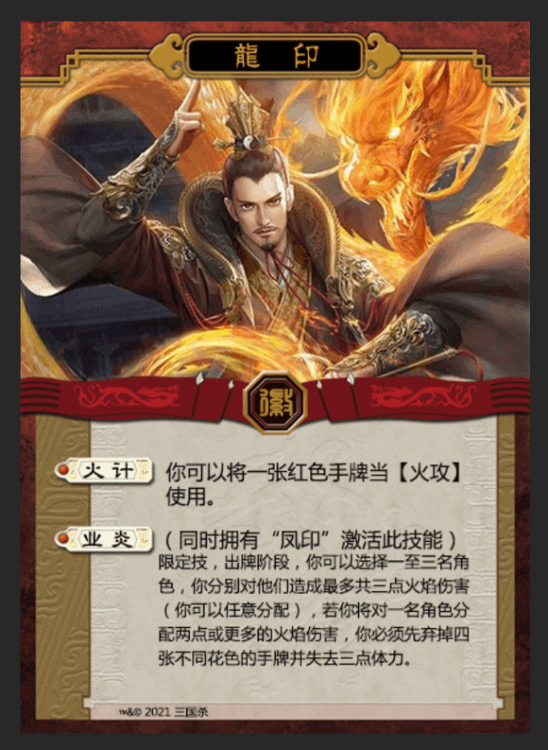 龍 印
徽
火计
你可以将一张红色手牌当【火攻】
使用。
业炎
（同时拥有“凤印”激活此技能）
限定技，出牌阶段，你可以选择一至三名角
色，你分别对他们造成最多共三点火焰伤害
（你可以任意分配），若你将对一名角色分
配两点或更多的火焰伤害，你必须先弃掉四
张不同花色的手牌并失去三点体力。
™&© 2021 三国杀